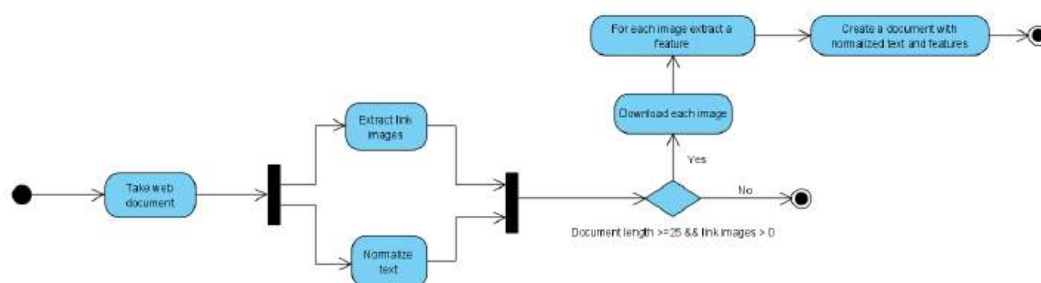 Take web
document
Extract link
images
Normalize
text
Document length >=25 && link images > 0
No
Yes
Download each image
For each image extract a
feature
Create a document with
normalized text and features